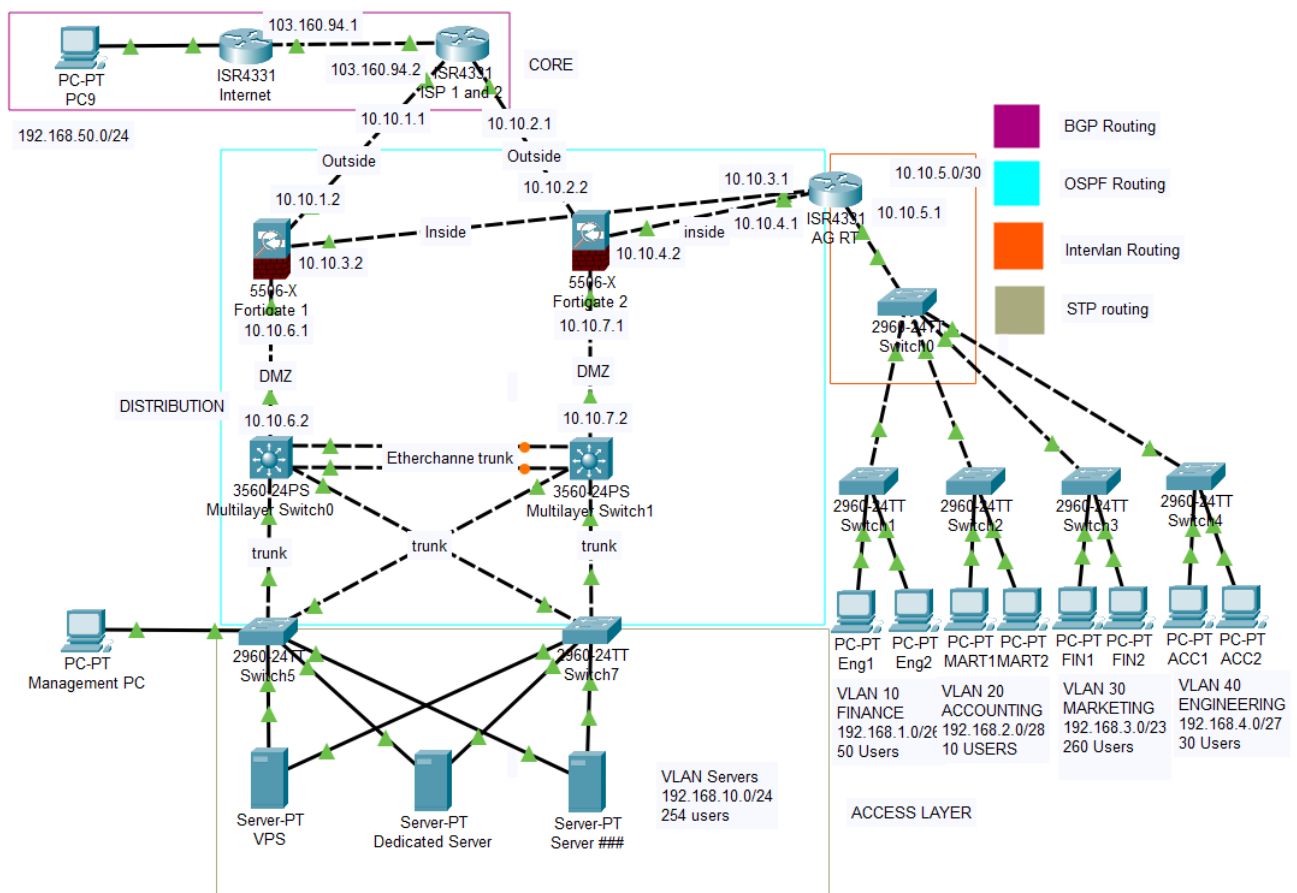 103.160.94.1
PC-PT
PC9
ISR4331
Internet
103.160.94.2
ISR4331
ISP 1 and 2
CORE
192.168.50.0/24
10.10.1.1
10.10.2.1
Outside
Outside
10.10.1.2
10.10.2.2
10.10.3.1
10.10.4.1
ISR4331
AG RT
10.10.5.0/30
10.10.5.1
BGP Routing
OSPF Routing
Intervlan Routing
STP routing
Inside
inside
10.10.3.2
10.10.4.2
5506-X
Fortigate 1
5506-X
Fortigate 2
10.10.6.1
10.10.7.1
DMZ
DMZ
DISTRIBUTION
10.10.6.2
10.10.7.2
Etherchanne trunk
3560-24PS
Multilayer Switch0
3560-24PS
Multilayer Switch1
2960-24TT
Switch0
trunk
trunk
trunk
2960-24TT
Switch1
2960-24TT
Switch2
2960-24TT
Switch3
2960-24TT
Switch4
PC-PT
Management PC
2960-24TT
Switch5
2960-24TT
Switch7
PC-PT
Eng1
PC-PT
Eng2
PC-PT
MART1
PC-PT
MART2
PC-PT
FIN1
PC-PT
FIN2
PC-PT
ACC1
PC-PT
ACC2
VLAN 10
FINANCE
192.168.1.0/26
50 Users
VLAN 20
ACCOUNTING
192.168.2.0/28
10 USERS
VLAN 30
MARKETING
192.168.3.0/23
260 Users
VLAN 40
ENGINEERING
192.168.4.0/27
30 Users
Server-PT
VPS
Server-PT
Dedicated Server
Server-PT
Server ###
VLAN Servers
192.168.10.0/24
254 users
ACCESS LAYER